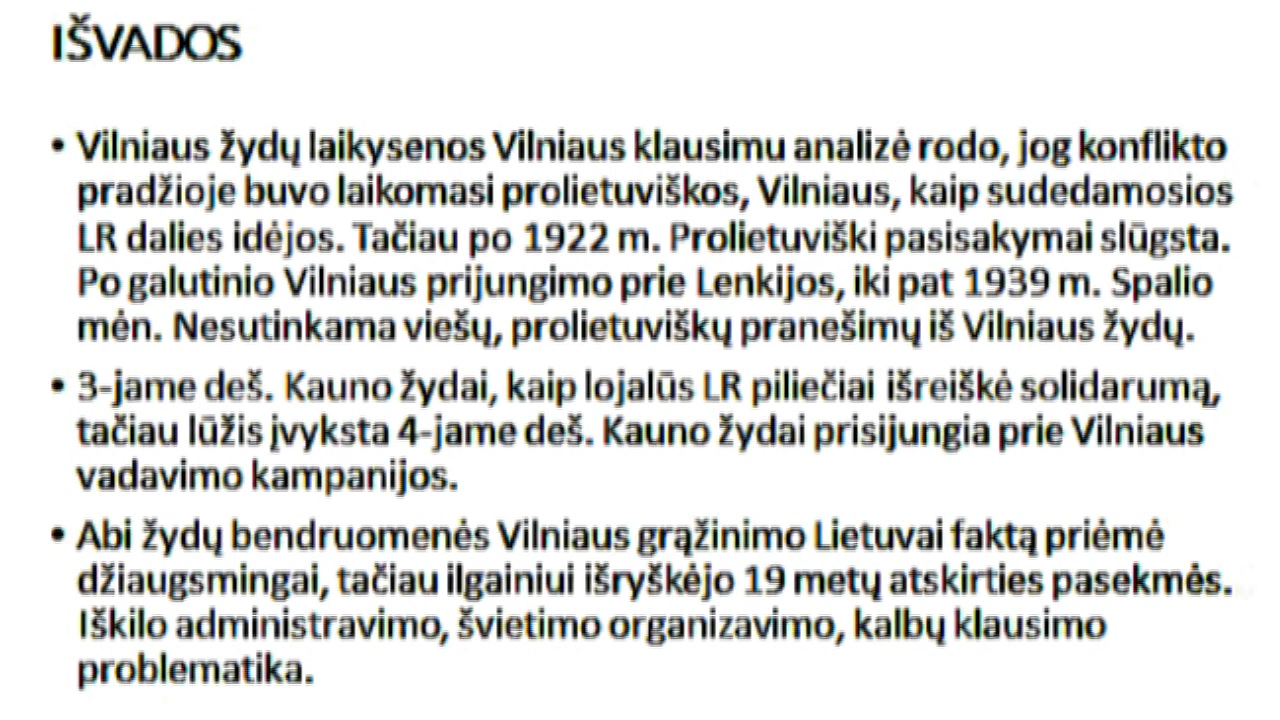 IŠVADOS
• Vilniaus žydų laikysenos Vilniaus klausimu analizė rodo, jog konflikto
pradžioje buvo laikomasi prolietuviškos, Vilniaus, kaip sudedamosios
LR dalies idėjos. Tačiau po 1922 m. Prolietuviški pasisakymai slūgsta.
Po galutinio Vilniaus prijungimo prie Lenkijos, iki pat 1939 m. Spalio
mėn. Nesutinkama viešų, prolietuviškų pranešimų iš Vilniaus žydų.
• 3-jame deš. Kauno žydai, kaip lojalūs LR piliečiai išreiškė solidarumą,
tačiau lūžis įvyksta 4-jame deš. Kauno žydai prisijungia prie Vilniaus
vadavimo kampanijos.
• Abi žydų bendruomenės Vilniaus grąžinimo Lietuvai faktą priėmė
džiaugsmingai, tačiau ilgainiui išryškėjo 19 metų atskirties pasekmės.
Iškilo administravimo, švietimo organizavimo, kalbų klausimo
problematika.